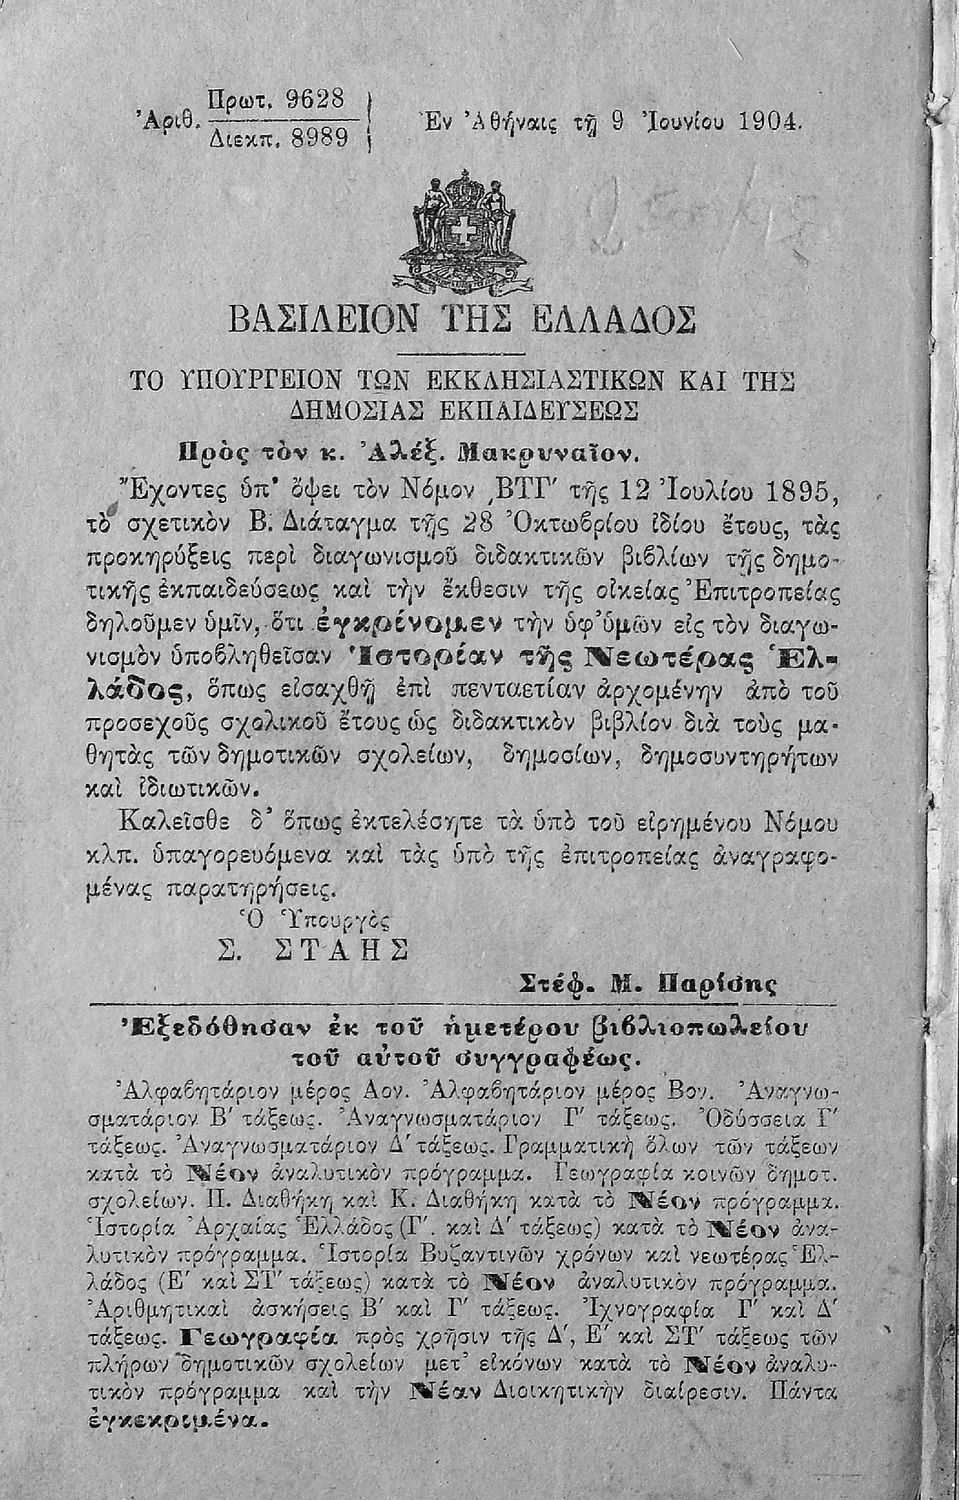 Πρωτ. 9628
Ἀριθ.
Διεκπ. 8989
Ἐν Ἀθήναις τῇ 9 Ἰουνίου 1904.
ΒΑΣΙΛΕΙΟΝ ΤΗΣ ΕΛΛΑΔΟΣ
ΤΟ ΥΠΟΥΡΓΕΙΟΝ ΤΩΝ ΕΚΚΛΗΣΙΑΣΤΙΚΩΝ ΚΑΙ ΤΗΣ
ΔΗΜΟΣΙΑΣ ΕΚΠΑΙΔΕΥΣΕΩΣ
Πρὸς τὸν κ. Ἀλέξ. Μακρυναῖον.
Ἔχοντες ὑπ' ὄψει τὸν Νόμον ͵ΒΤΓ' τῆς 12 Ἰουλίου 1895,
τὸ σχετικὸν Β. Διάταγμα τῆς 28 Ὀκτωβρίου ἰδίου ἔτους, τὰς
προκηρύξεις περὶ διαγωνισμοῦ διδακτικῶν βιβλίων τῆς δημο-
τικῆς ἐκπαιδεύσεως καὶ τὴν ἔκθεσιν τῆς οἰκείας Ἐπιτροπείας
δηλοῦμεν ὑμῖν, ὅτι ἐγκρίνομεν τὴν ὑφ' ὑμῶν εἰς τὸν διαγω-
νισμὸν ὑποβληθεῖσαν Ἱστορίαν τῆς Νεωτέρας Ἑλ-
λάδος, ὅπως εἰσαχθῇ ἐπὶ πενταετίαν ἀρχομένην ἀπὸ τοῦ
προσεχοῦς σχολικοῦ ἔτους ὡς διδακτικὸν βιβλίον διὰ τοὺς μα-
θητὰς τῶν δημοτικῶν σχολείων, δημοσίων, δημοσυντηρήτων
καὶ ἰδιωτικῶν.
Καλεῖσθε δ' ὅπως ἐκτελέσητε τὰ ὑπὸ τοῦ εἰρημένου Νόμου
κλπ. ὑπαγορευόμενα καὶ τὰς ὑπὸ τῆς ἐπιτροπείας ἀναγραφο-
μένας παρατηρήσεις.
Ὁ Ὑπουργὸς
Σ. ΣΤΑΗΣ
Στέφ. Μ. Παρίσης
Ἐξεδόθησαν ἐκ τοῦ ἡμετέρου βιβλιοπωλείου
τοῦ αὐτοῦ συγγραφέως.
Ἀλφαβητάριον μέρος Αον. Ἀλφαβητάριον μέρος Βον. Ἀναγνω-
σματάριον Β' τάξεως. Ἀναγνωσματάριον Γ' τάξεως. Ὀδύσσεια Γ'
τάξεως. Ἀναγνωσματάριον Δ' τάξεως. Γραμματικὴ ὅλων τῶν τάξεων
κατὰ τὸ Νέον ἀναλυτικὸν πρόγραμμα. Γεωγραφία κοινῶν δημοτ.
σχολείων. Π. Διαθήκη καὶ Κ. Διαθήκη κατὰ τὸ Νέον πρόγραμμα.
Ἱστορία Ἀρχαίας Ἑλλάδος (Γ'. καὶ Δ' τάξεως) κατὰ τὸ Νέον ἀνα-
λυτικὸν πρόγραμμα. Ἱστορία Βυζαντινῶν χρόνων καὶ νεωτέρας Ἑλ-
λάδος (Ε' καὶ ΣΤ' τάξεως) κατὰ τὸ Νέον ἀναλυτικὸν πρόγραμμα.
Ἀριθμητικαὶ ἀσκήσεις Β' καὶ Γ' τάξεως. Ἰχνογραφία Γ' καὶ Δ'
τάξεως. Γεωγραφία πρὸς χρῆσιν τῆς Δ', Ε' καὶ ΣΤ' τάξεως τῶν
πλήρων δημοτικῶν σχολείων μετ' εἰκόνων κατὰ τὸ Νέον ἀναλυ-
τικὸν πρόγραμμα καὶ τὴν Νέαν Διοικητικὴν διαίρεσιν. Πάντα
ἐγκεκριμένα.